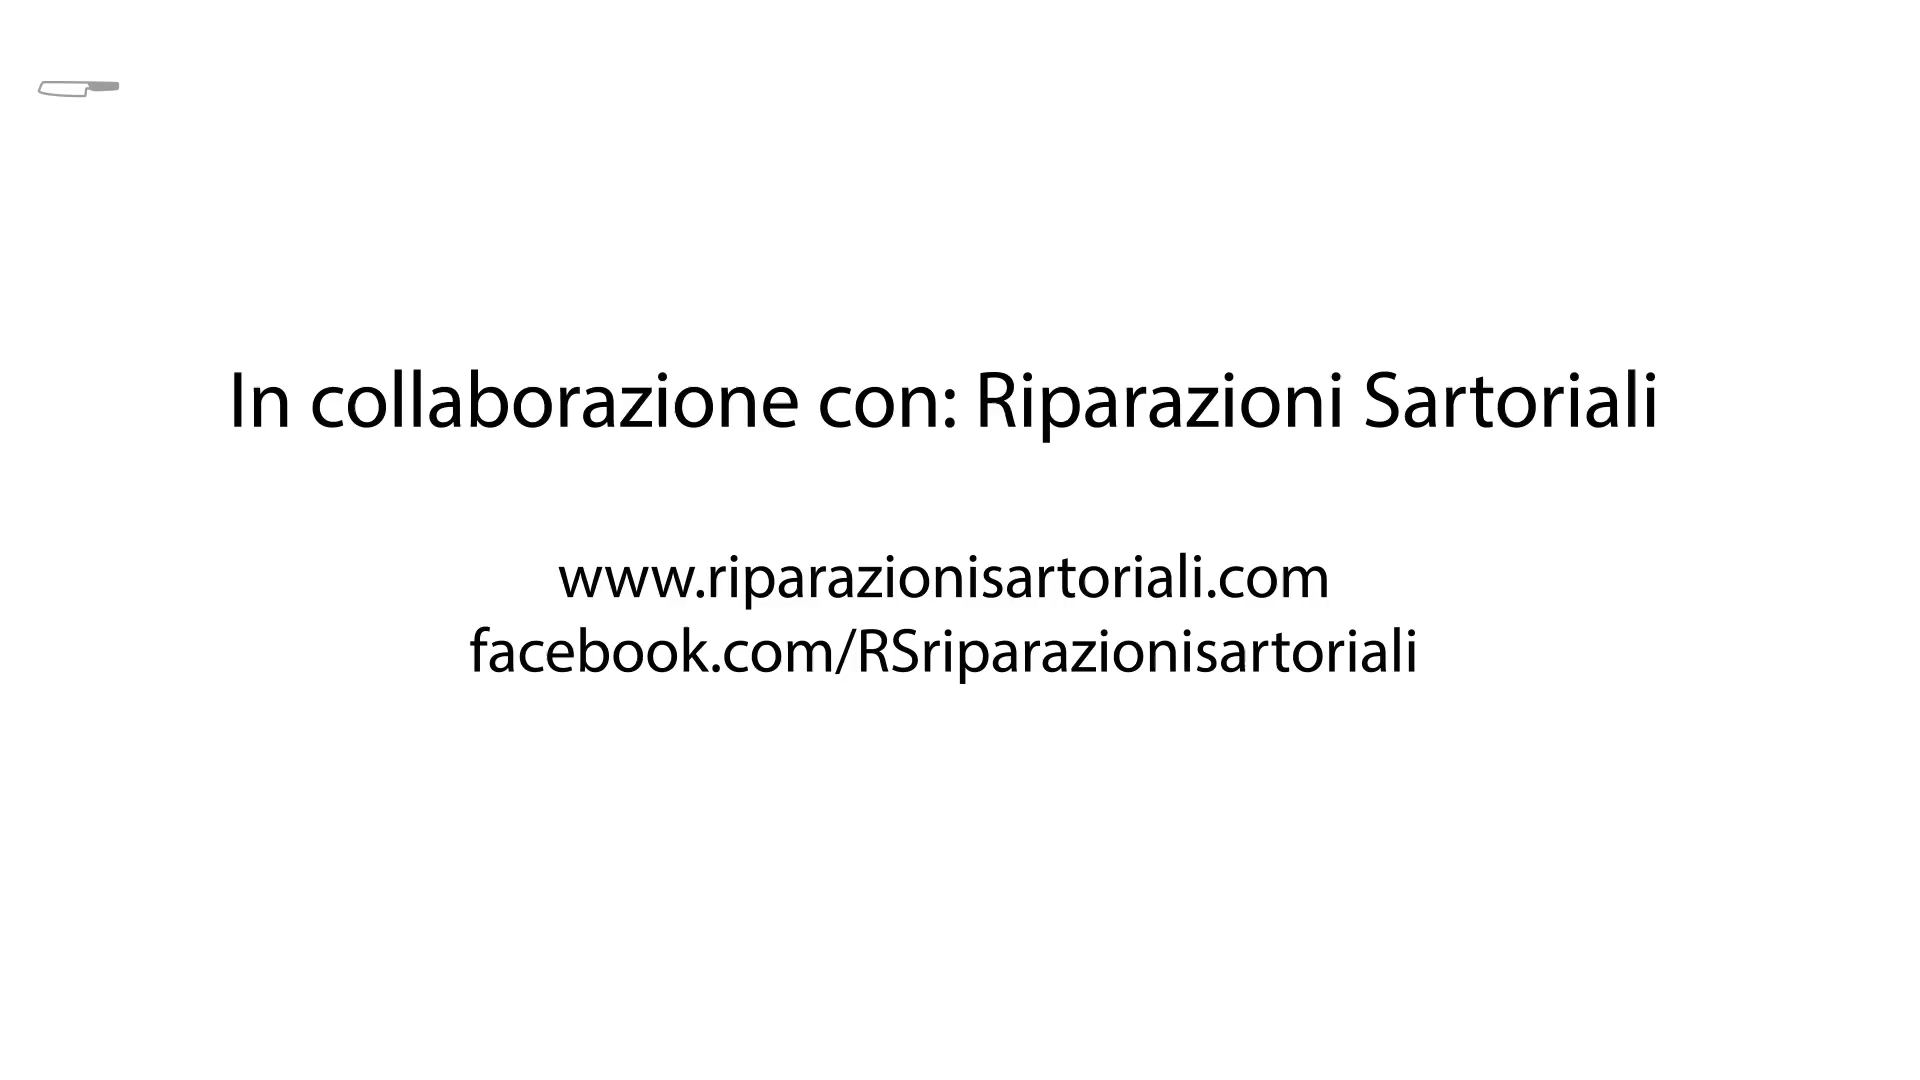 In collaborazione con: Riparazioni Sartoriali
www.riparazionisartoriali.com
facebook.com/RSriparazionisartoriali